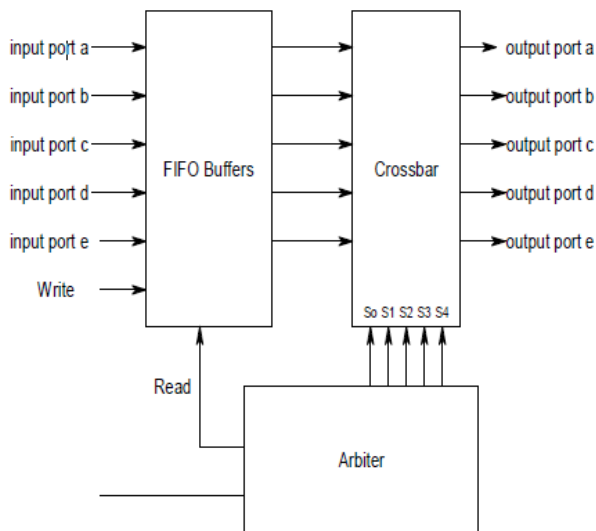 input port a
output port a
input port b
output port b
input port c
output port c
FIFO Buffers
Crossbar
input port d
output port d
input port e
output port e
Write
So S1 S2 S3 S4
Read
Arbiter